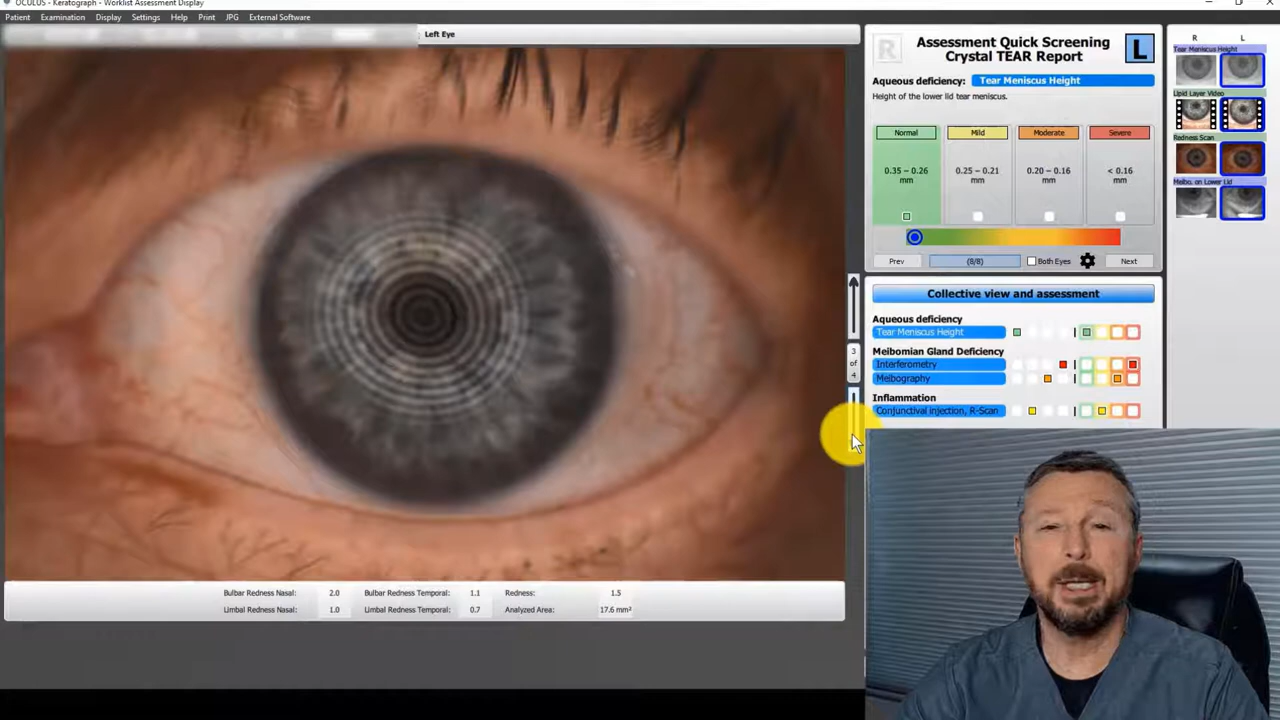 OCULUS - Keratograph - Worklist Assessment Display
Patient Examination Display Settings Help Print JPG External Software
Left Eye
R
Assessment Quick Screening
Crystal TEAR Report
L
Aqueous deficiency: Tear Meniscus Height
Height of the lower lid tear meniscus.
Normal Mild Moderate Severe
0.35 – 0.26 mm
0.25 – 0.21 mm
0.20 – 0.16 mm
< 0.16 mm
Prev (8/8) Both Eyes Next
Collective view and assessment
Aqueous deficiency
Tear Meniscus Height
Meibomian Gland Deficiency
Interferometry
Meibography
Inflammation
Conjunctival injection, R-Scan
3
of
4
R L
Tear Meniscus Height
Lipid Layer Video
Redness Scan
Meibo. on Lower Lid
Bulbar Redness Nasal: 2.0 Bulbar Redness Temporal: 1.1 Redness: 1.5
Limbal Redness Nasal: 1.0 Limbal Redness Temporal: 0.7 Analyzed Area: 17.6 mm²